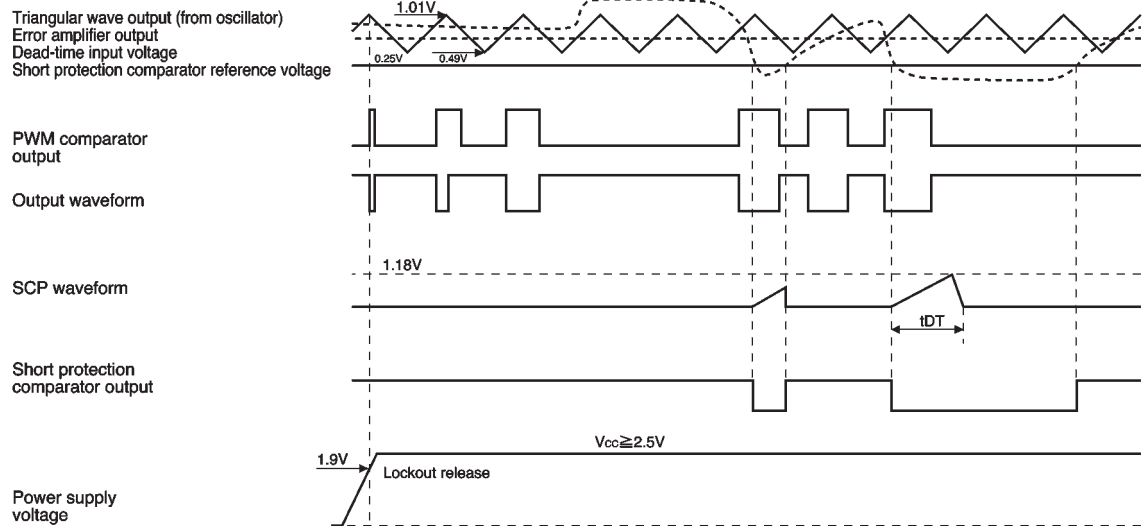 Triangular wave output (from oscillator)
Error amplifier output
Dead-time input voltage
Short protection comparator reference voltage
1.01V
0.25V
0.49V
PWM comparator
output
Output waveform
1.18V
SCP waveform
tDT
Short protection
comparator output
Vcc≧2.5V
1.9V
Lockout release
Power supply
voltage